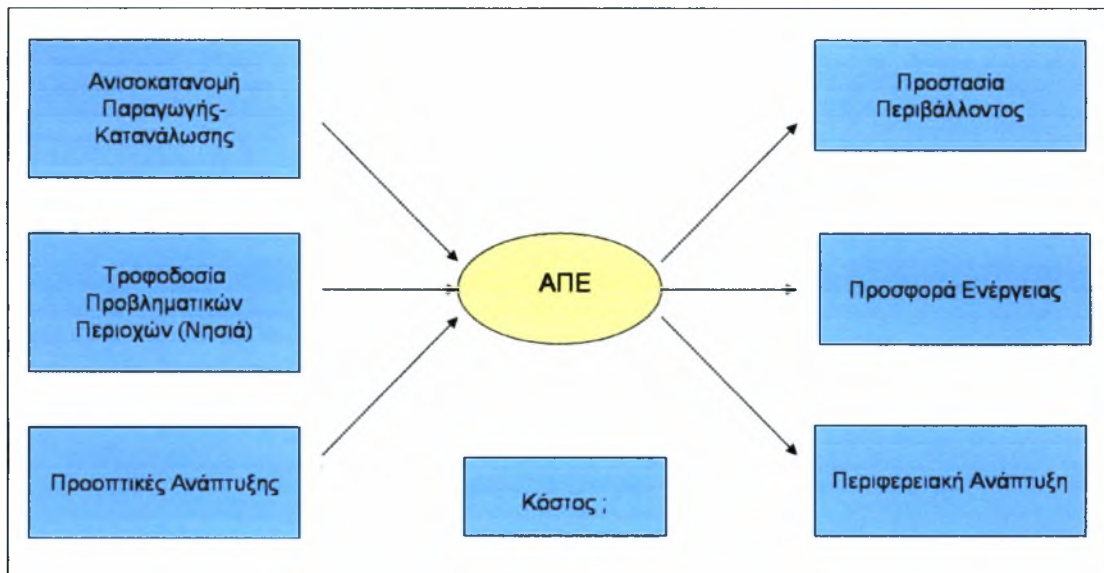 Ανισοκατανομή
Παραγωγής-
Κατανάλωσης
Τροφοδοσία
Προβληματικών
Περιοχών (Νησιά)
Προοπτικές Ανάπτυξης
ΑΠΕ
Κόστος ;
Προστασία
Περιβάλλοντος
Προσφορά Ενέργειας
Περιφερειακή Ανάπτυξη